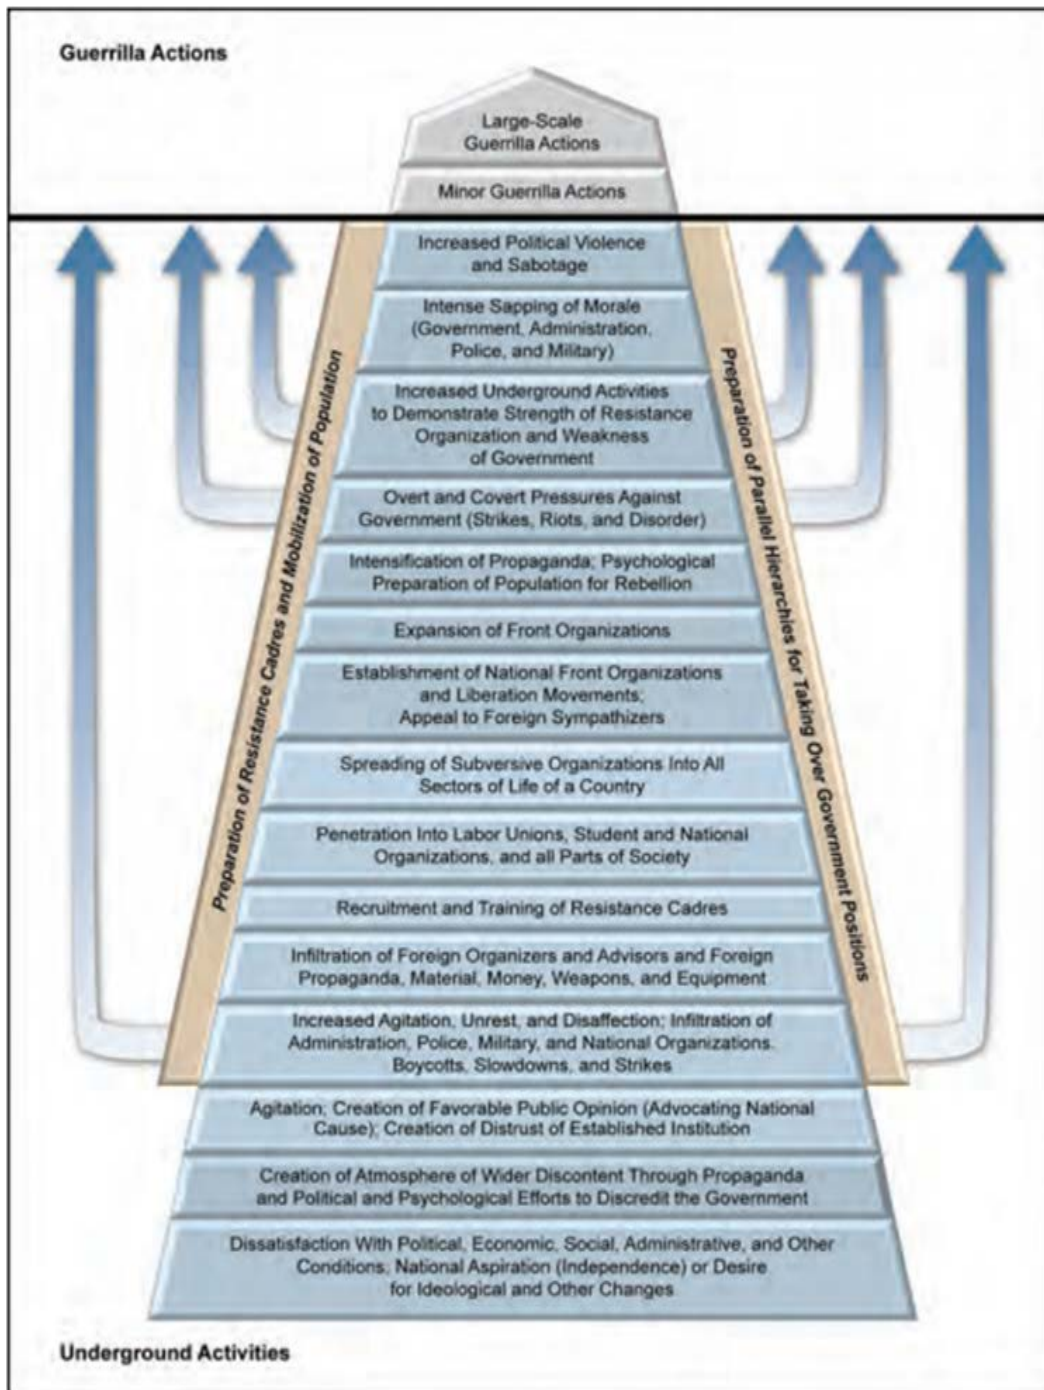 Guerrilla Actions
Large-Scale
Guerrilla Actions
Minor Guerrilla Actions
Increased Political Violence
and Sabotage
Intense Sapping of Morale
(Government, Administration,
Police, and Military)
Increased Underground Activities
to Demonstrate Strength of Resistance
Organization and Weakness
of Government
Overt and Covert Pressures Against
Government (Strikes, Riots, and Disorder)
Intensification of Propaganda; Psychological
Preparation of Population for Rebellion
Expansion of Front Organizations
Establishment of National Front Organizations
and Liberation Movements;
Appeal to Foreign Sympathizers
Spreading of Subversive Organizations Into All
Sectors of Life of a Country
Penetration Into Labor Unions, Student and National
Organizations, and all Parts of Society
Recruitment and Training of Resistance Cadres
Infiltration of Foreign Organizers and Advisors and Foreign
Propaganda, Material, Money, Weapons, and Equipment
Increased Agitation, Unrest, and Disaffection; Infiltration of
Administration, Police, Military, and National Organizations.
Boycotts, Slowdowns, and Strikes
Agitation; Creation of Favorable Public Opinion (Advocating National
Cause); Creation of Distrust of Established Institution
Creation of Atmosphere of Wider Discontent Through Propaganda
and Political and Psychological Efforts to Discredit the Government
Dissatisfaction With Political, Economic, Social, Administrative, and Other
Conditions; National Aspiration (Independence) or Desire
for Ideological and Other Changes
Preparation of Resistance Cadres and Mobilization of Population
Preparation of Parallel Hierarchies for Taking Over Government Positions
Underground Activities